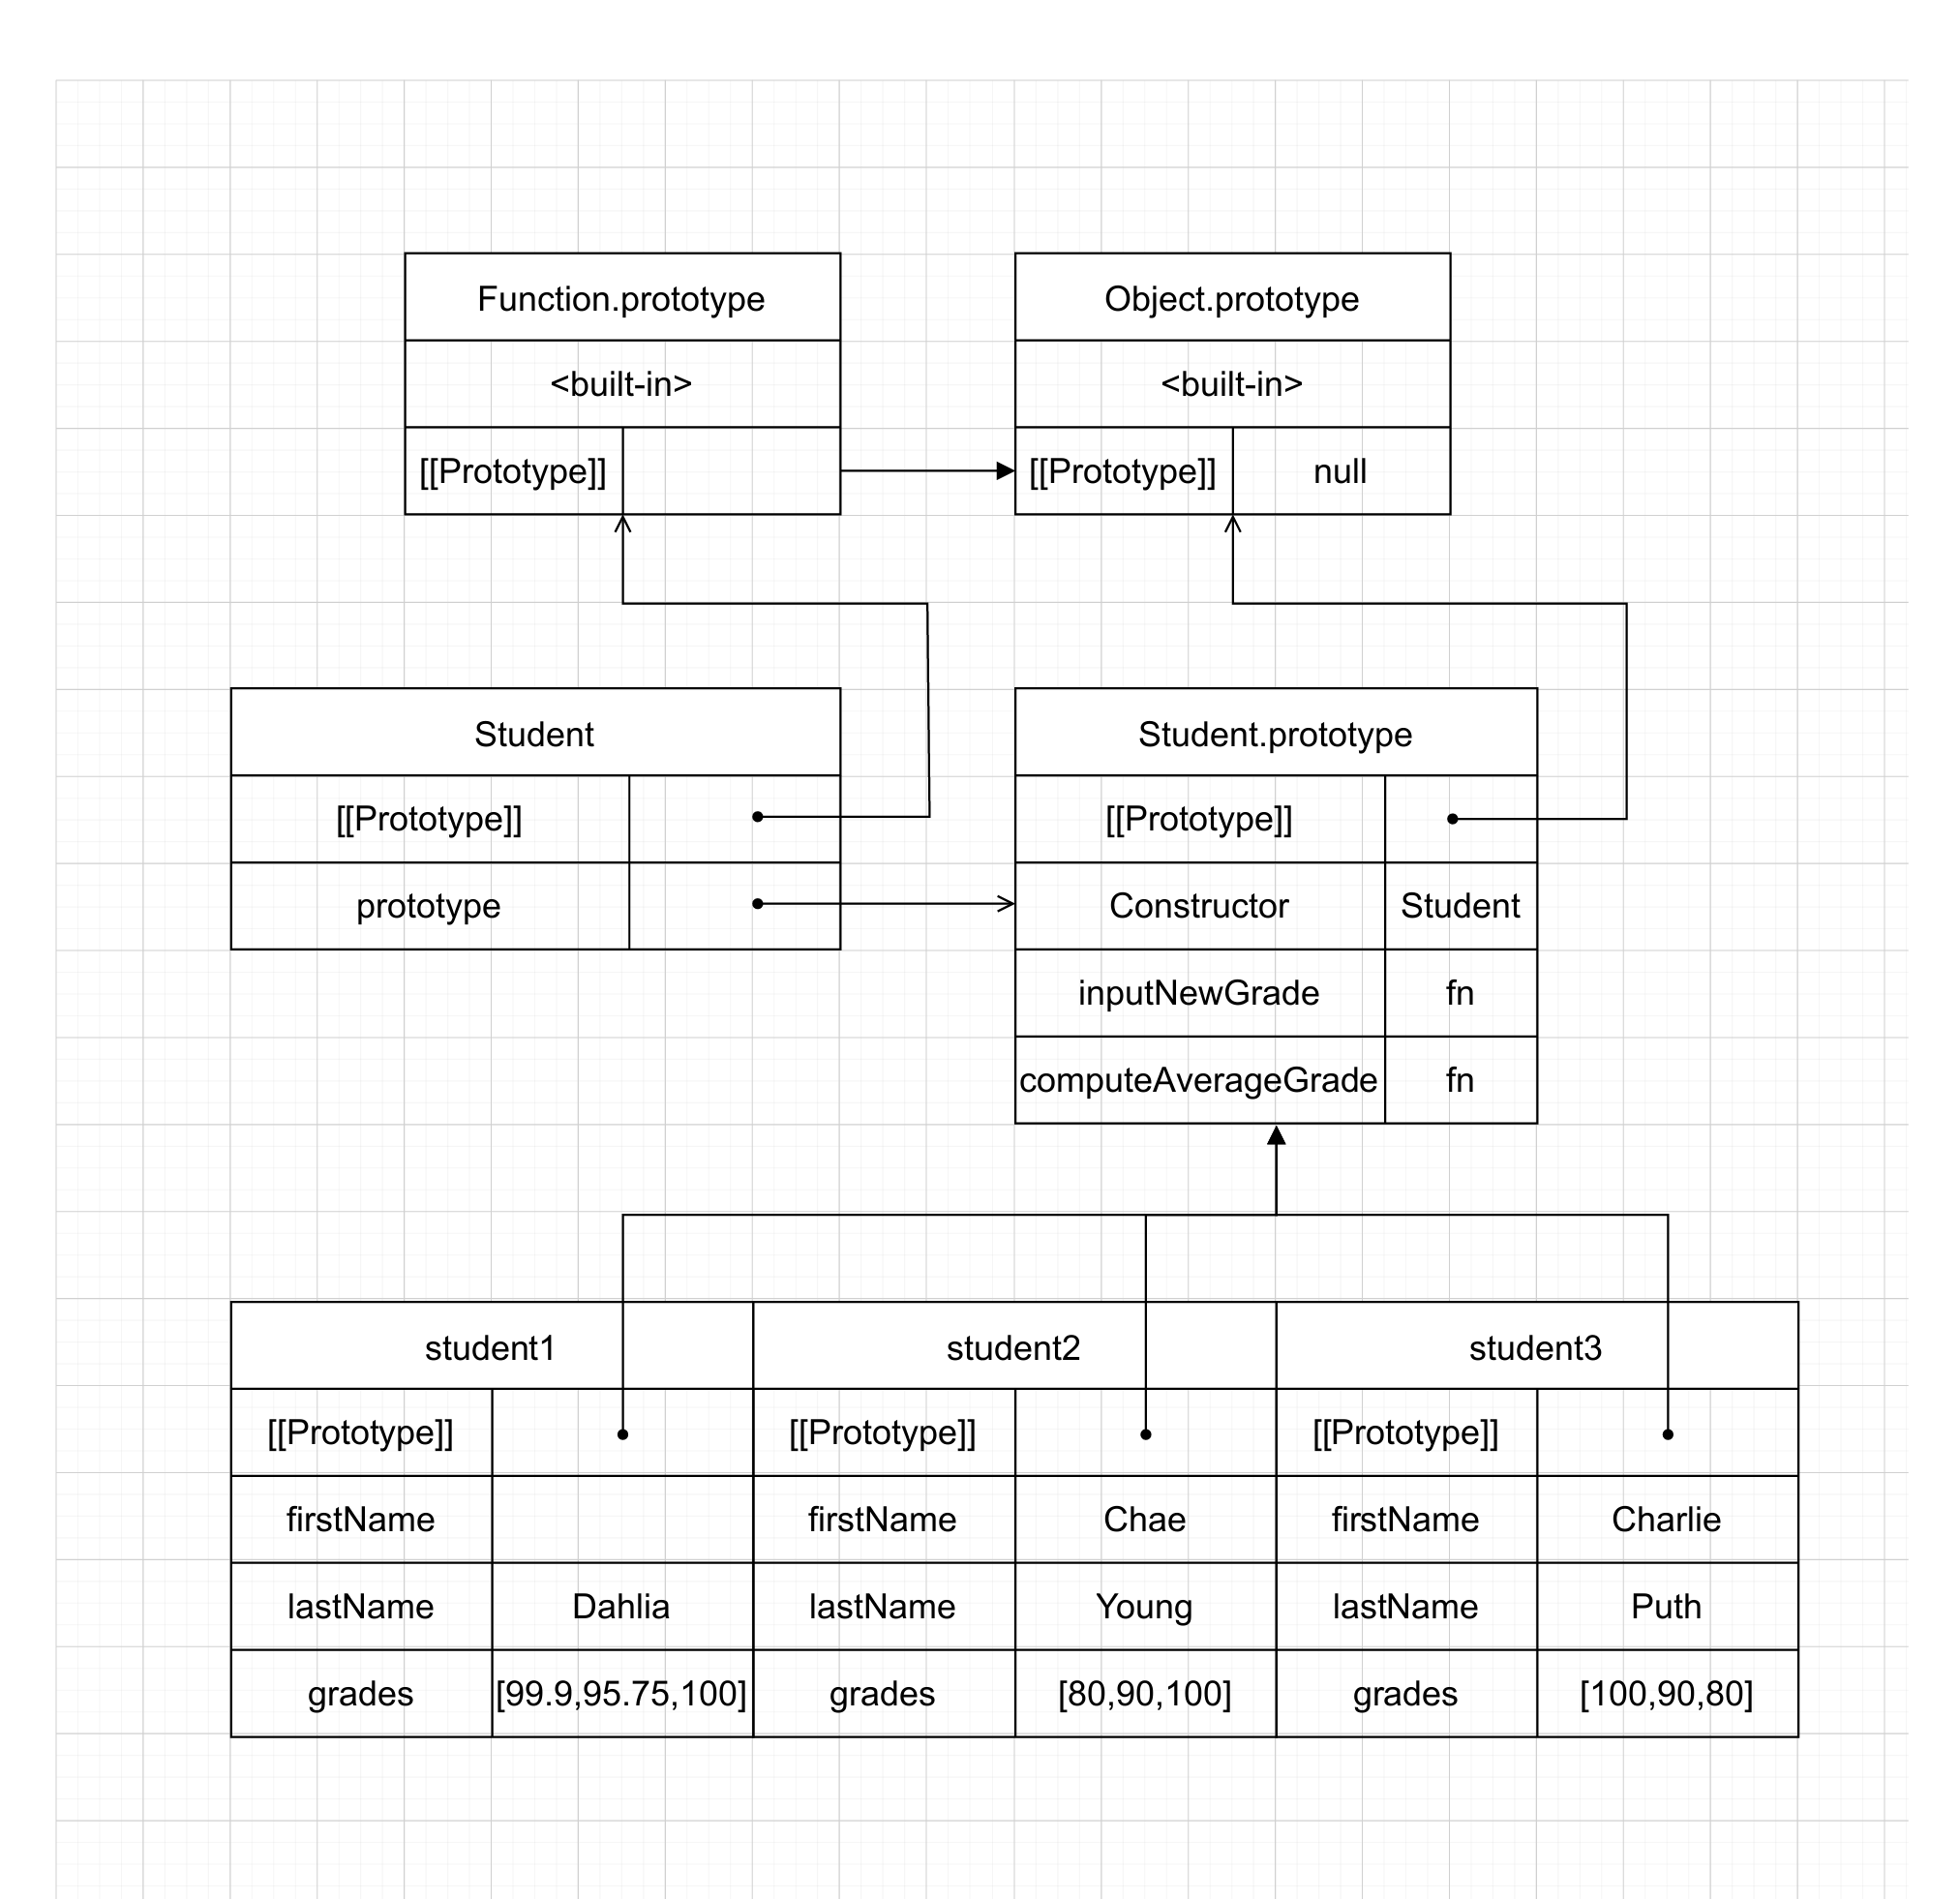 Function.prototype
<built-in>
[[Prototype]]
Object.prototype
<built-in>
[[Prototype]] null
Student
[[Prototype]]
prototype
Student.prototype
[[Prototype]]
Constructor Student
inputNewGrade fn
computeAverageGrade fn
student1 student2 student3
[[Prototype]] [[Prototype]] [[Prototype]]
firstName firstName Chae firstName Charlie
lastName Dahlia lastName Young lastName Puth
grades [99.9,95.75,100] grades [80,90,100] grades [100,90,80]